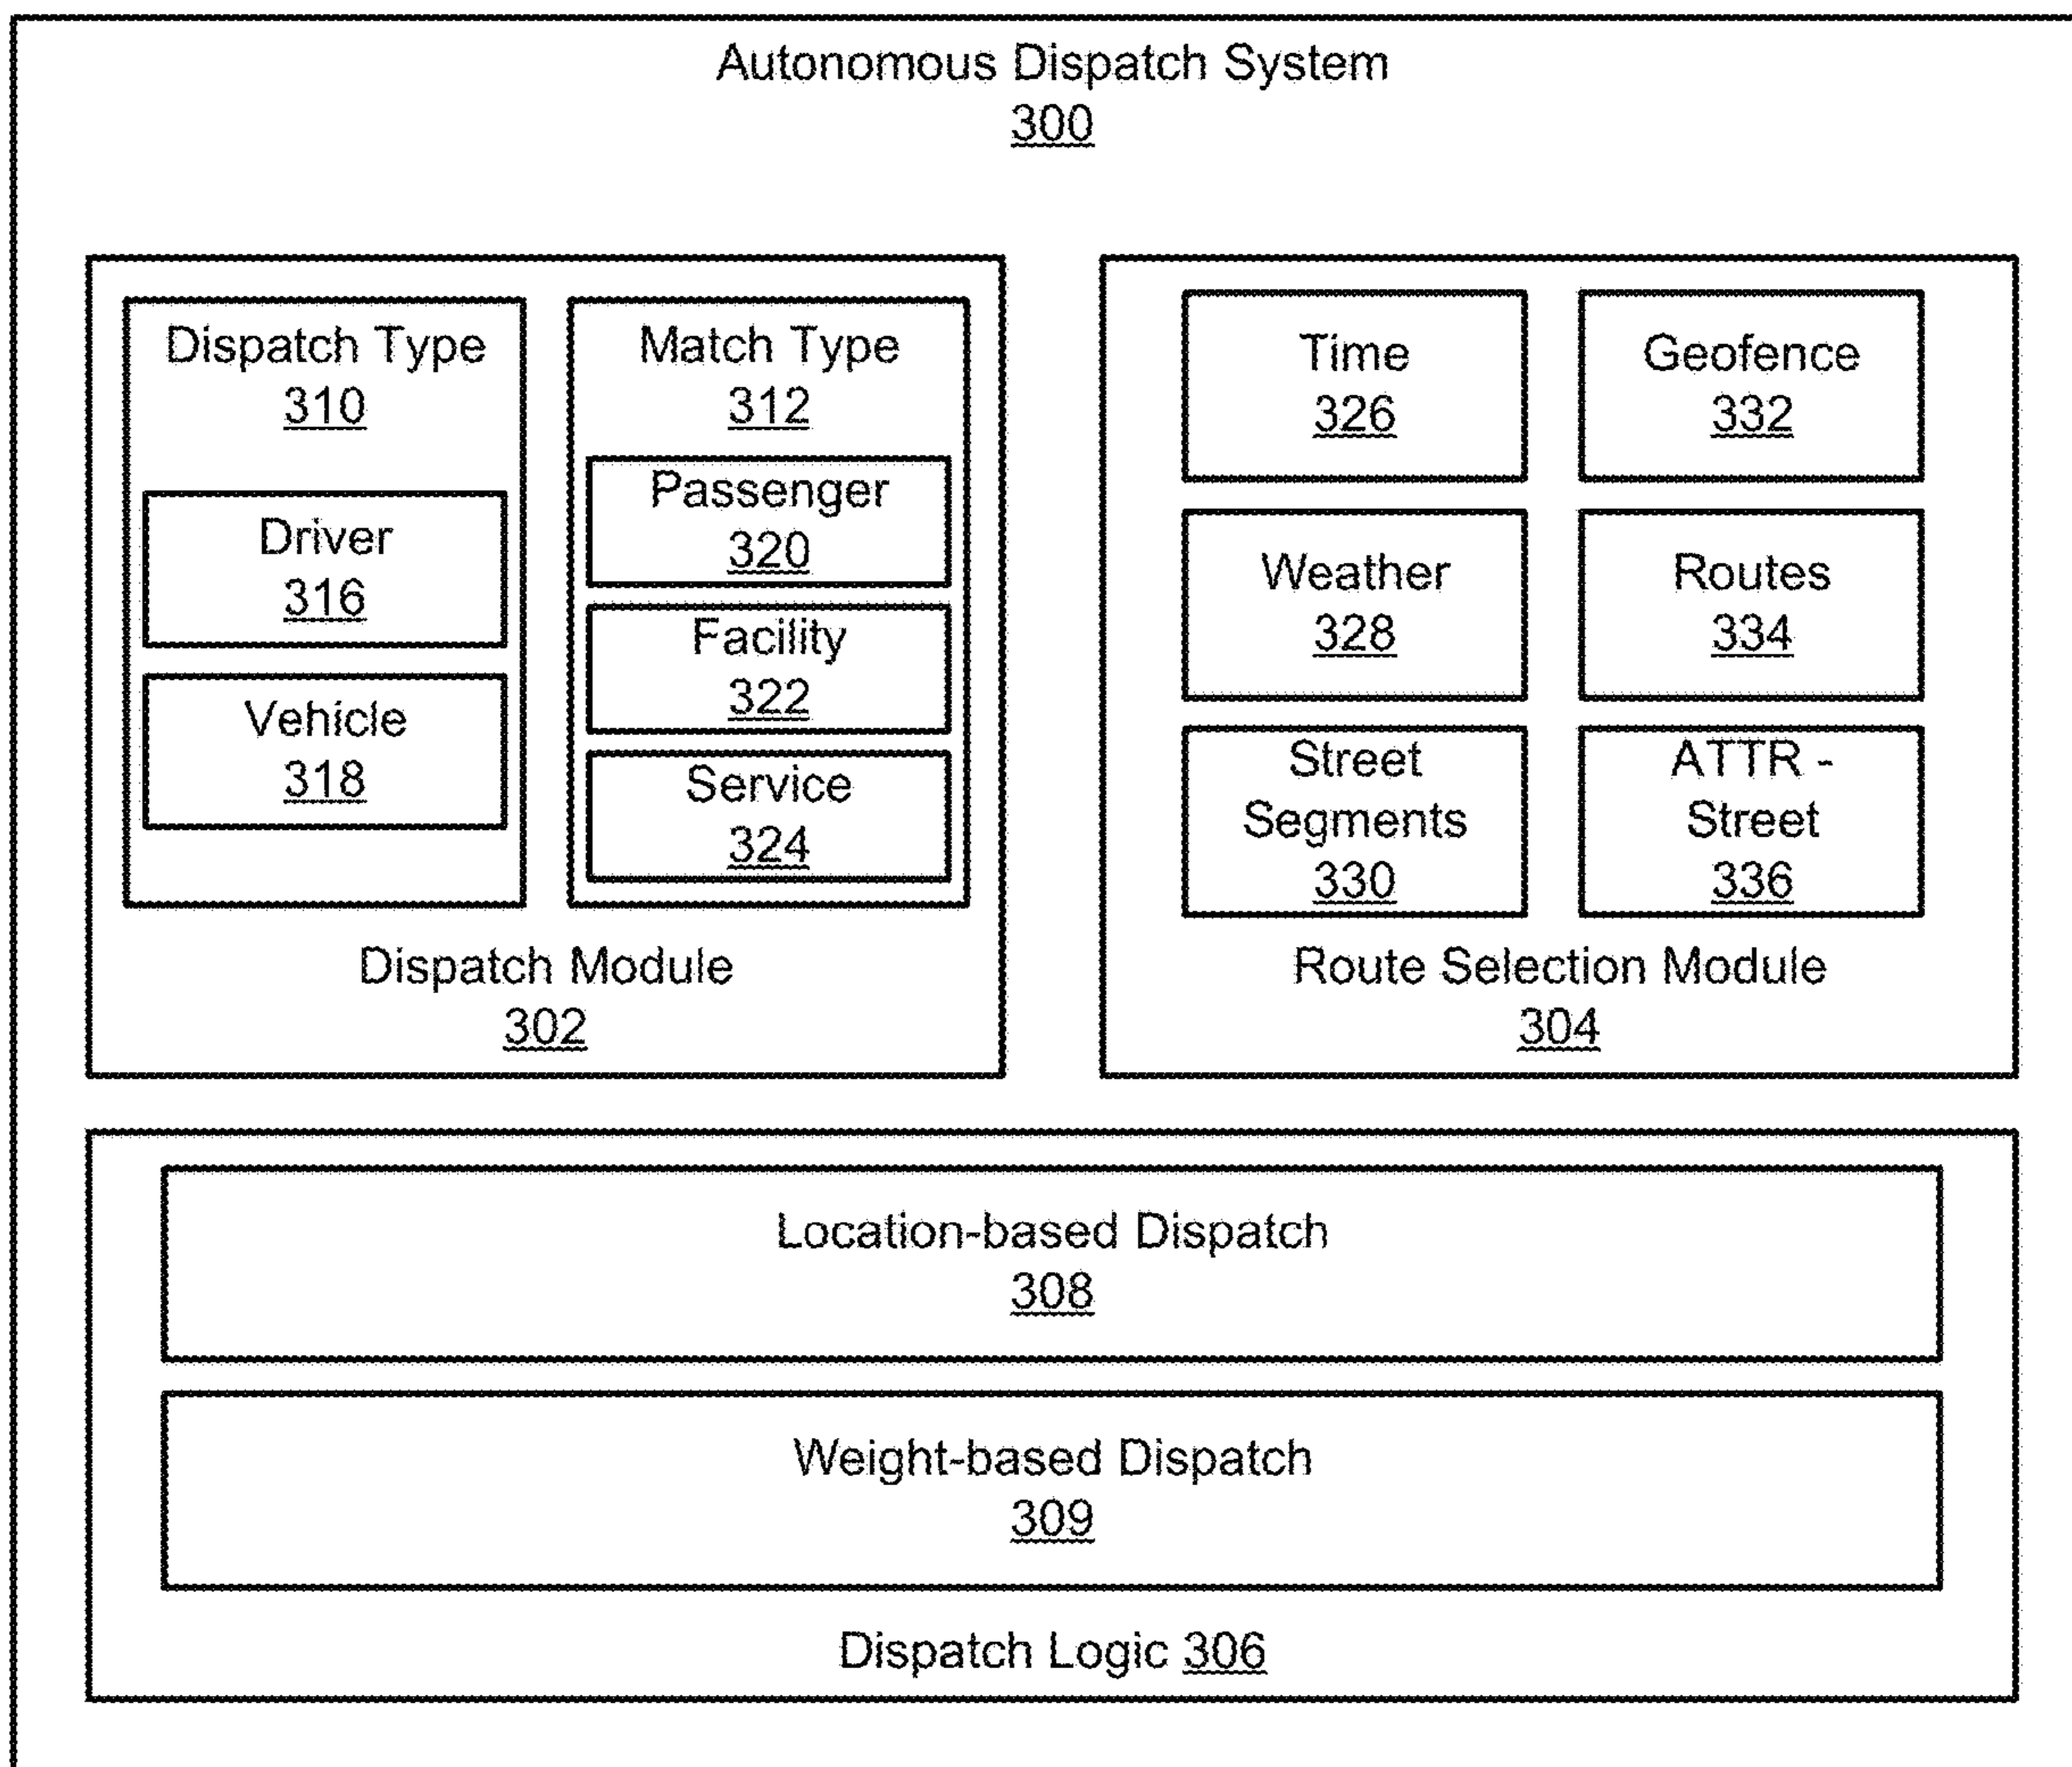 Autonomous Dispatch System
300
Dispatch Type
310
Driver
316
Vehicle
318
Match Type
312
Passenger
320
Facility
322
Service
324
Dispatch Module
302
Time
326
Geofence
332
Weather
328
Routes
334
Street
Segments
330
ATTR -
Street
336
Route Selection Module
304
Location-based Dispatch
308
Weight-based Dispatch
309
Dispatch Logic 306